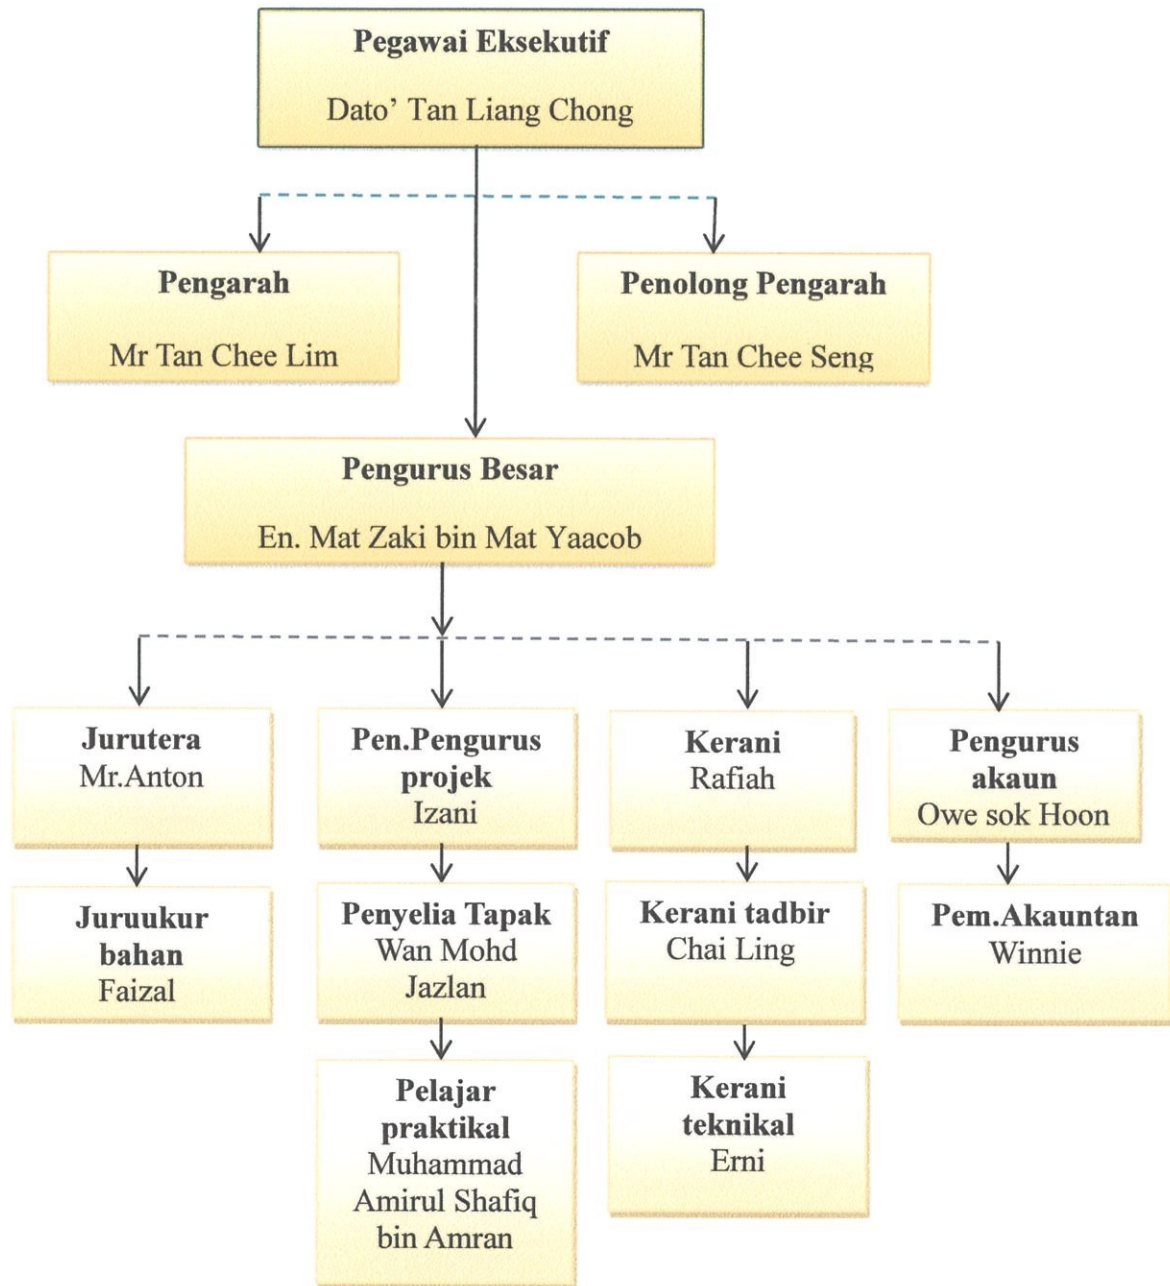 Pegawai Eksekutif
Dato’ Tan Liang Chong
Pengarah
Mr Tan Chee Lim
Penolong Pengarah
Mr Tan Chee Seng
Pengurus Besar
En. Mat Zaki bin Mat Yaacob
Jurutera
Mr.Anton
Pen.Pengurus
projek
Izani
Kerani
Rafiah
Pengurus
akaun
Owe sok Hoon
Juruukur
bahan
Faizal
Penyelia Tapak
Wan Mohd
Jazlan
Kerani tadbir
Chai Ling
Pem.Akauntan
Winnie
Pelajar
praktikal
Muhammad
Amirul Shafiq
bin Amran
Kerani
teknikal
Erni